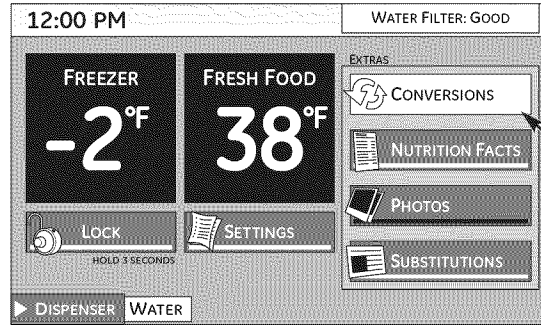 12:00 PM
WATER FILTER: GOOD
EXTRAS
FREEZER
-2°F
FRESH FOOD
38°F
CONVERSIONS
NUTRITION FACTS
PHOTOS
SUBSTITUTIONS
LOCK
HOLD 3 SECONDS
SETTINGS
DISPENSER
WATER